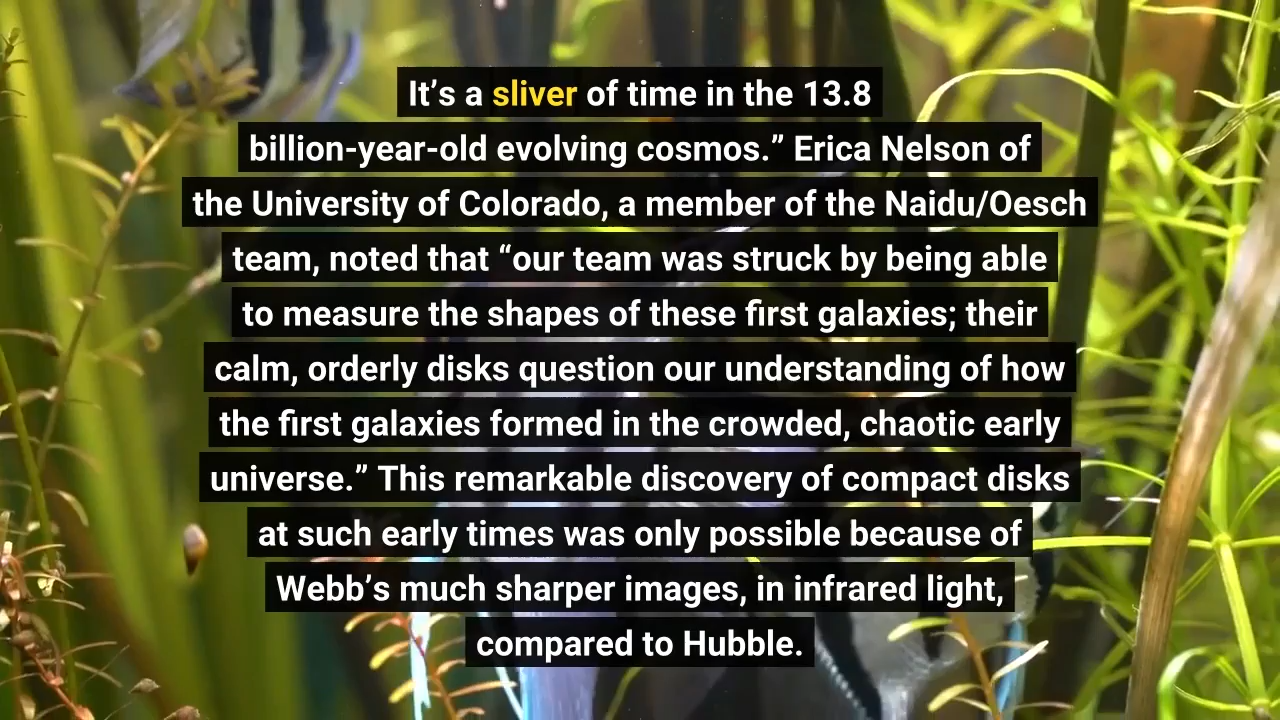 It’s a sliver of time in the 13.8
billion-year-old evolving cosmos.” Erica Nelson of
the University of Colorado, a member of the Naidu/Oesch
team, noted that “our team was struck by being able
to measure the shapes of these first galaxies; their
calm, orderly disks question our understanding of how
the first galaxies formed in the crowded, chaotic early
universe.” This remarkable discovery of compact disks
at such early times was only possible because of
Webb’s much sharper images, in infrared light,
compared to Hubble.